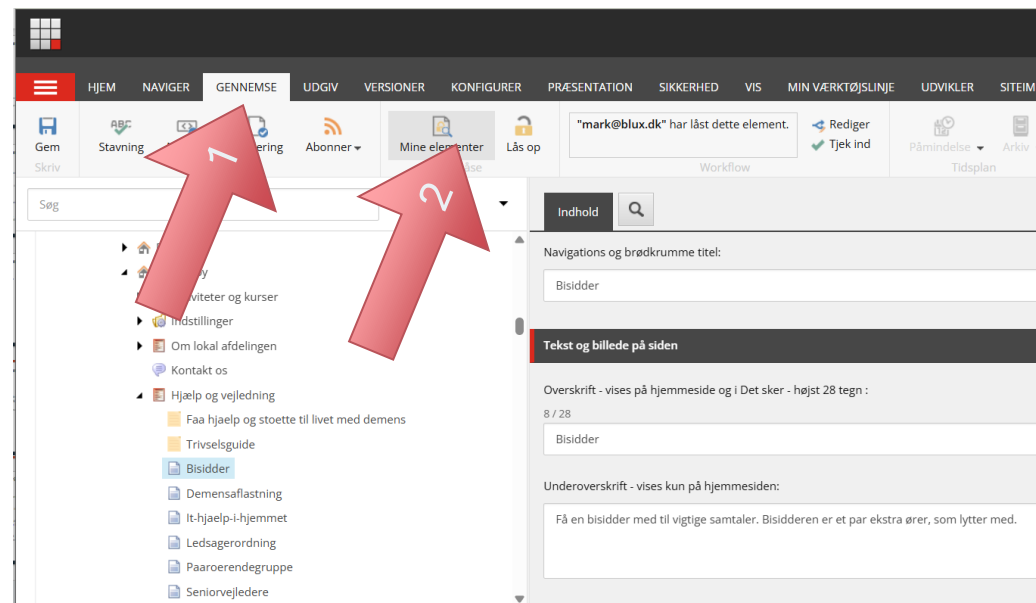 HJEM NAVIGER GENNEMSE UDGIV VERSIONER KONFIGURER PRÆSENTATION SIKKERHED VIS MIN VÆRKTØJSLINJE UDVIKLER SITEIM
Gem Stavning Abonner Mine elementer Lås op
"mark@blux.dk" har låst dette element.
Rediger
Tjek ind
Påmindelse Arkiv
Skriv Workflow Tidsplan
1
2
Søg
Indstillinger
Om lokal afdelingen
Kontakt os
Hjælp og vejledning
Faa hjaelp og stoette til livet med demens
Trivselsguide
Bisidder
Demensaflastning
It-hjaelp-i-hjemmet
Ledsagerordning
Paaroerendegruppe
Seniorvejledere
Indhold
Navigations og brødkrumme titel:
Bisidder
Tekst og billede på siden
Overskrift - vises på hjemmeside og i Det sker - højst 28 tegn :
8 / 28
Bisidder
Underoverskrift - vises kun på hjemmesiden:
Få en bisidder med til vigtige samtaler. Bisidderen er et par ekstra ører, som lytter med.